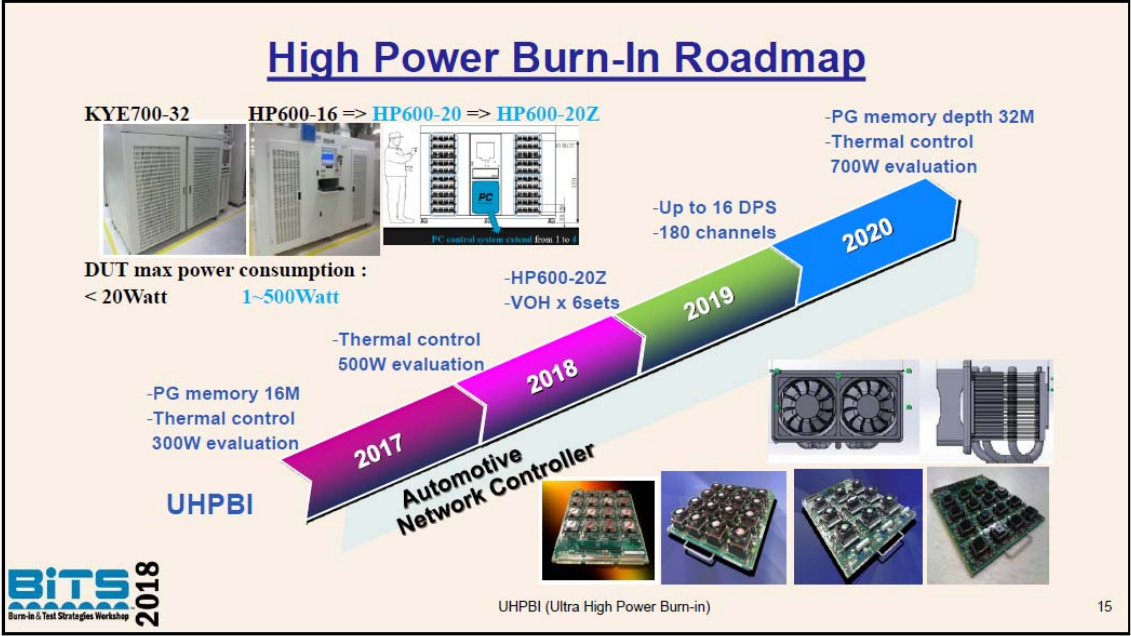 High Power Burn-In Roadmap
KYE700-32
HP600-16 => HP600-20 => HP600-20Z
PC
PC control system extend from 1 to 4
DUT max power consumption :
< 20Watt
1~500Watt
-PG memory 16M
-Thermal control
300W evaluation
-Thermal control
500W evaluation
-HP600-20Z
-VOH x 6sets
-Up to 16 DPS
-180 channels
-PG memory depth 32M
-Thermal control
700W evaluation
2017
2018
2019
2020
UHPBI
Automotive
Network Controller
BiTS
Burn-in & Test Strategies Workshop
2018
UHPBI (Ultra High Power Burn-in)
15